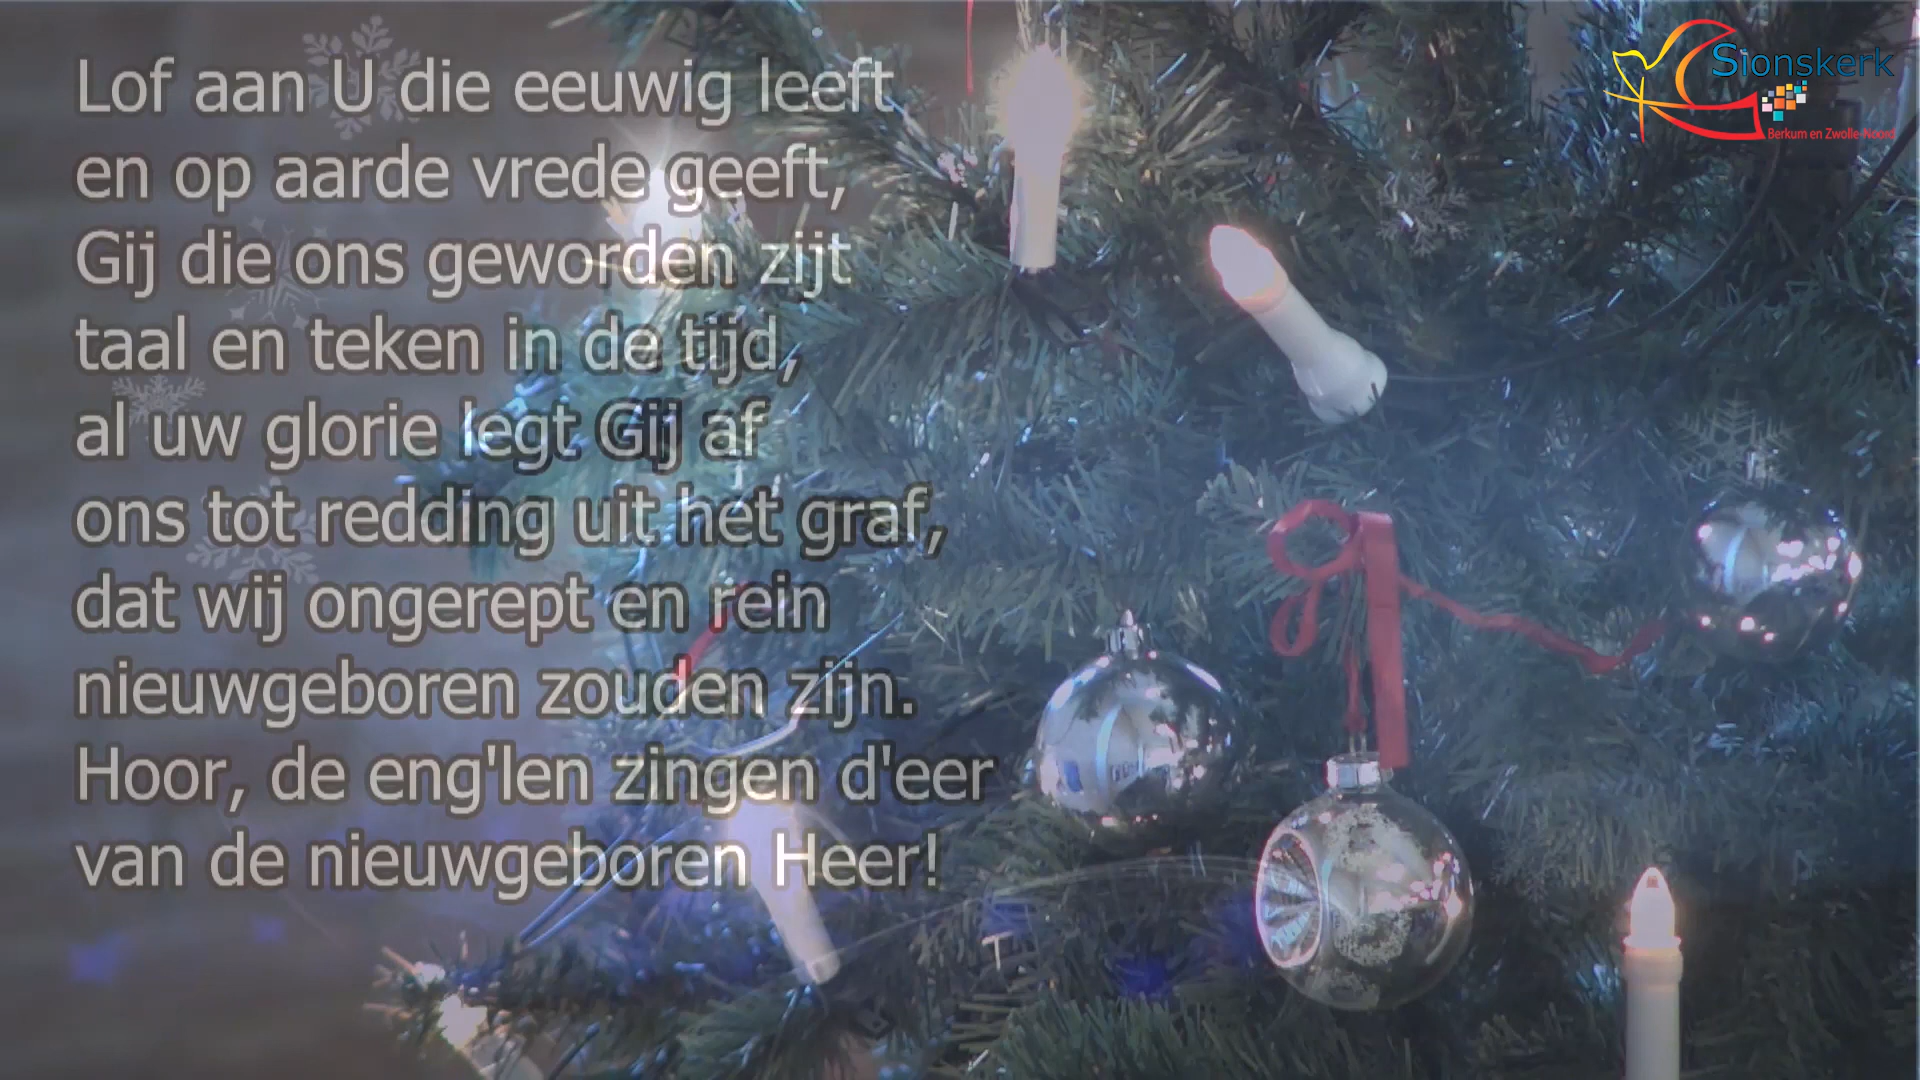 Lof aan U die eeuwig leeft
en op aarde vrede geeft,
Gij die ons geworden zijt
taal en teken in de tijd,
al uw glorie legt Gij af
ons tot redding uit het graf,
dat wij ongerept en rein
nieuwgeboren zouden zijn.
Hoor, de eng'len zingen d'eer
van de nieuwgeboren Heer!
Sionskerk
Berkum en Zwolle-Noord